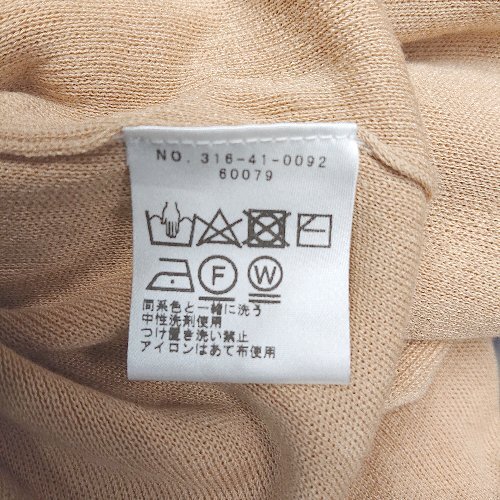 NO. 316-41-0092
60079
F W
同系色と一緒に洗う
中性洗剤使用
つけ置き洗い禁止
アイロンはあて布使用